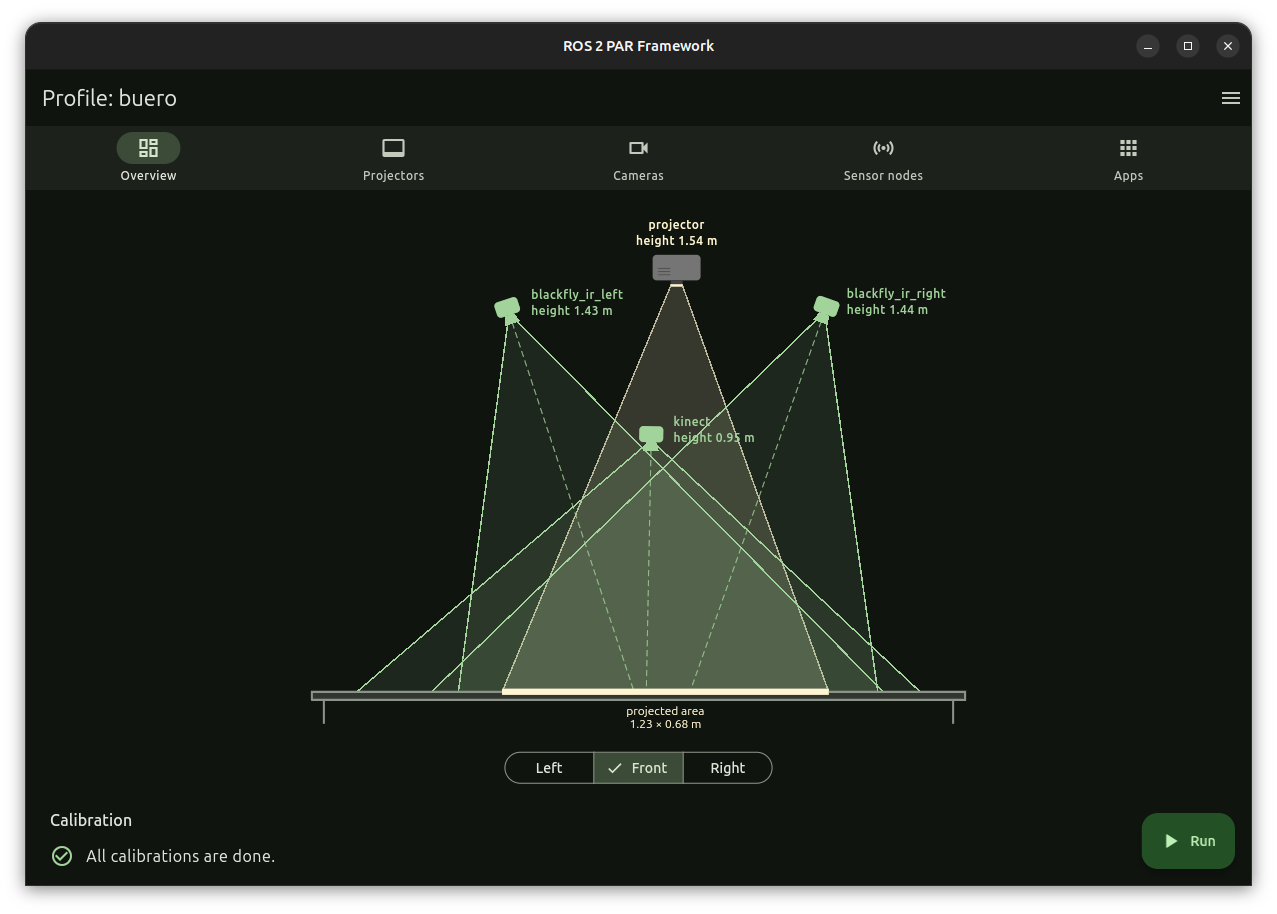 ROS 2 PAR Framework
Profile: buero
Overview
Projectors
Cameras
Sensor nodes
Apps
projector
height 1.54 m
blackfly_ir_left
height 1.43 m
blackfly_ir_right
height 1.44 m
kinect
height 0.95 m
projected area
1.23 × 0.68 m
Left
Front
Right
Calibration
All calibrations are done.
Run